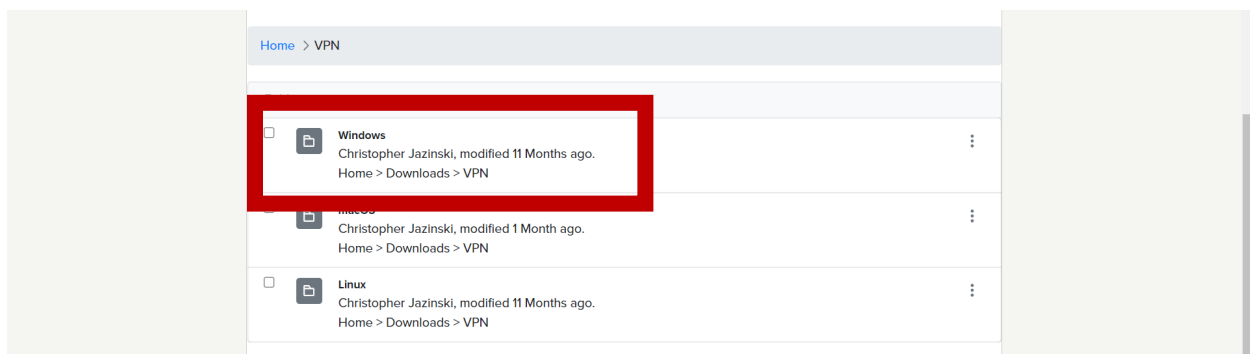 Home > VPN
Windows
Christopher Jazinski, modified 11 Months ago.
Home > Downloads > VPN
macOS
Christopher Jazinski, modified 1 Month ago.
Home > Downloads > VPN
Linux
Christopher Jazinski, modified 11 Months ago.
Home > Downloads > VPN